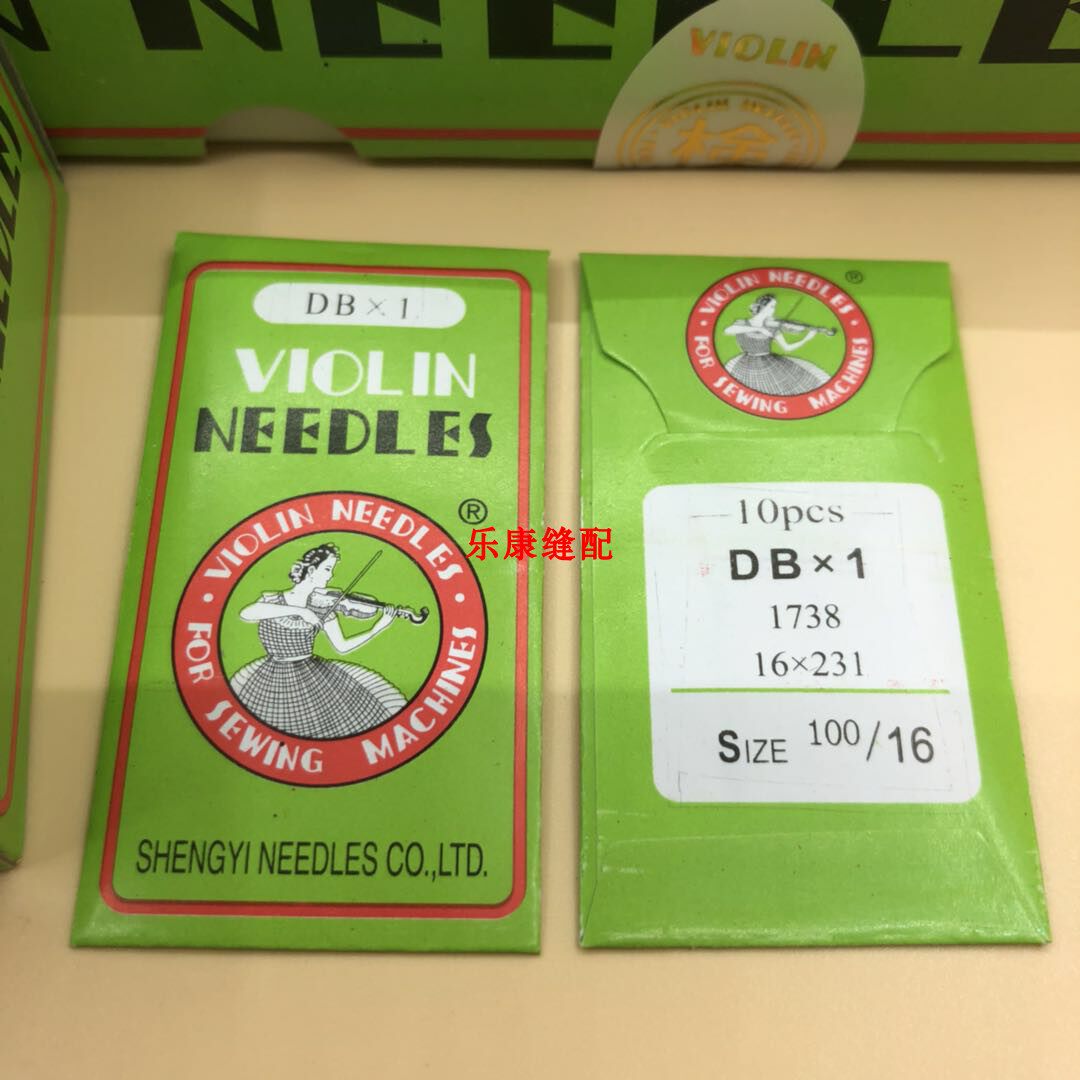 NEEDLE
VIOLIN
检
DB×1
VIOLIN
NEEDLES
VIOLIN NEEDLES
®
FOR SEWING MACHINES
SHENGYI NEEDLES CO.,LTD.
乐康缝配
VIOLIN NEEDLES
®
FOR SEWING MACHINES
10pcs
DB×1
1738
16×231
SIZE 100/16